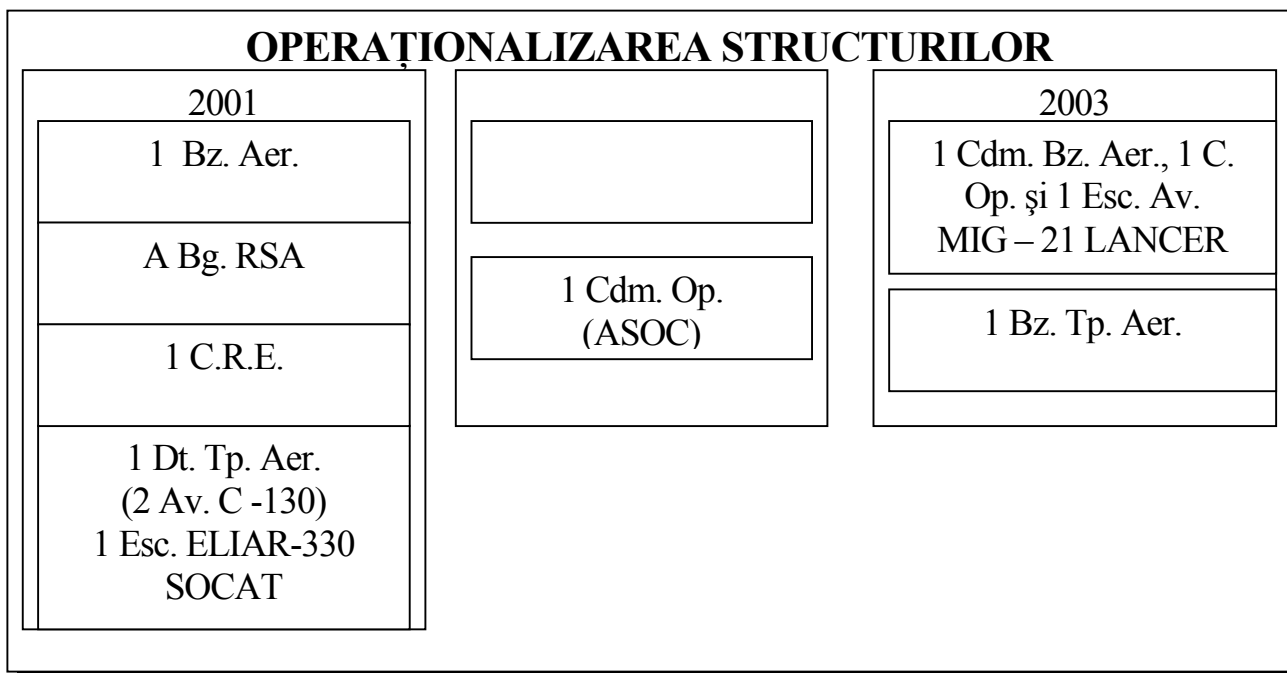 OPERAȚIONALIZAREA STRUCTURILOR
2001
1 Bz. Aer.
A Bg. RSA
1 C.R.E.
1 Dt. Tp. Aer.
(2 Av. C -130)
1 Esc. ELIAR-330
SOCAT
1 Cdm. Op.
(ASOC)
2003
1 Cdm. Bz. Aer., 1 C.
Op. şi 1 Esc. Av.
MIG – 21 LANCER
1 Bz. Tp. Aer.